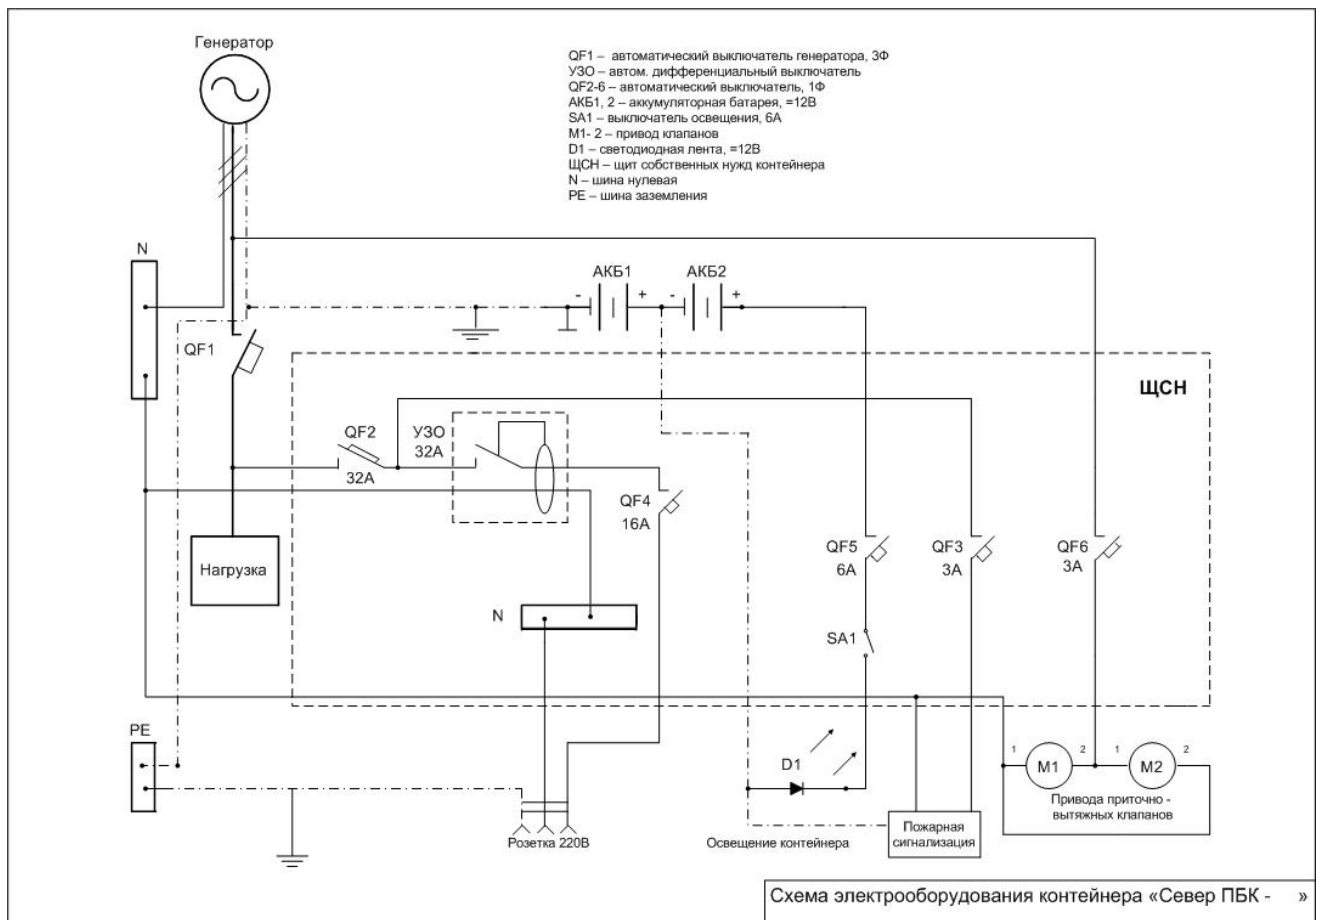 Генератор
QF1 – автоматический выключатель генератора, 3Ф
УЗО – автом. дифференциальный выключатель
QF2-6 – автоматический выключатель, 1Ф
АКБ1, 2 – аккумуляторная батарея, =12В
SA1 – выключатель освещения, 6А
М1- 2 – привод клапанов
D1 – светодиодная лента, =12В
ЩСН – щит собственных нужд контейнера
N – шина нулевая
PE – шина заземления
N
АКБ1
АКБ2
-
+
-
+
QF1
ЩСН
QF2
32А
УЗО
32А
QF4
16А
Нагрузка
QF5
6А
QF3
3А
QF6
3А
N
SA1
PE
D1
1
М1
2
1
М2
2
Привода приточно -
вытяжных клапанов
Розетка 220В
Освещение контейнера
Пожарная
сигнализация
Схема электрооборудования контейнера «Север ПБК - »